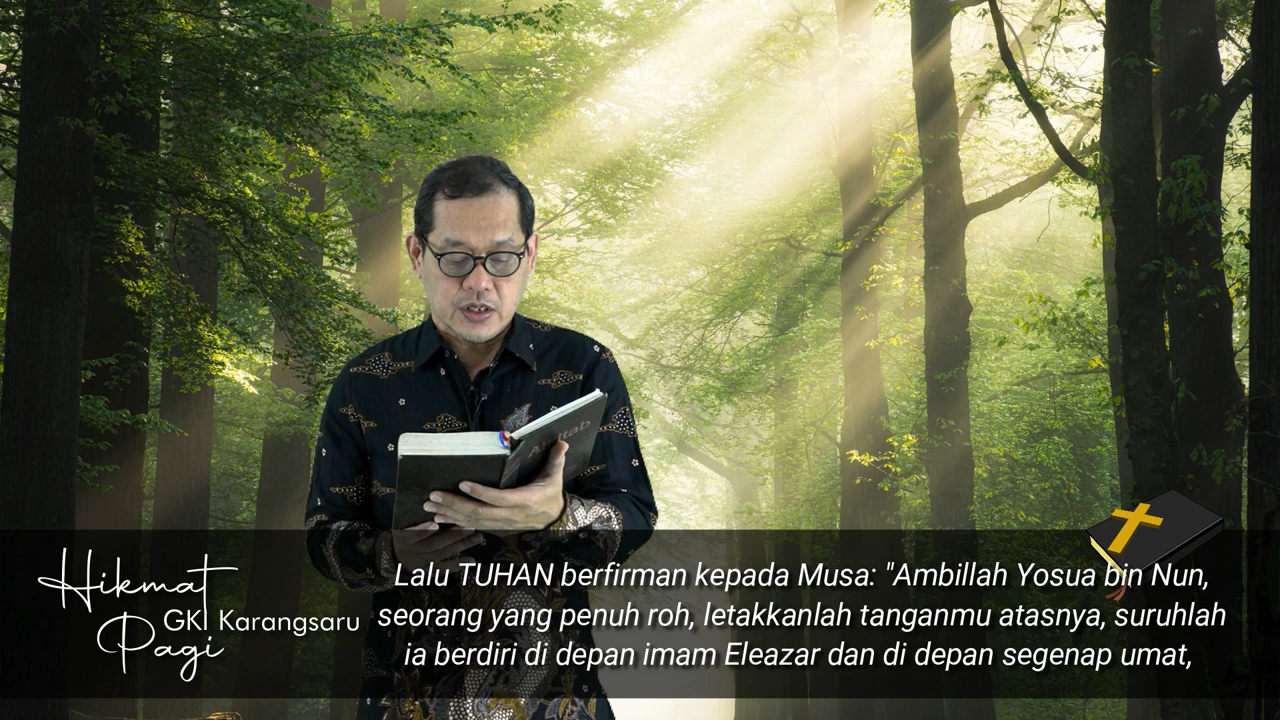 Hikmat
GKI Karangsaru
Pagi
Alkitab
Lalu TUHAN berfirman kepada Musa: "Ambillah Yosua bin Nun,
seorang yang penuh roh, letakkanlah tanganmu atasnya, suruhlah
ia berdiri di depan imam Eleazar dan di depan segenap umat,